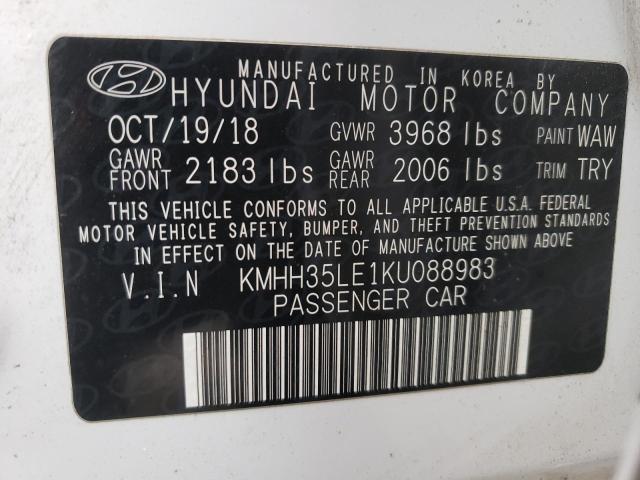 MANUFACTURED IN KOREA BY
HYUNDAI MOTOR COMPANY
OCT/19/18 GVWR 3968 lbs PAINT WAW
GAWR FRONT 2183 lbs GAWR REAR 2006 lbs TRIM TRY
THIS VEHICLE CONFORMS TO ALL APPLICABLE U.S.A. FEDERAL
MOTOR VEHICLE SAFETY, BUMPER, AND THEFT PREVENTION STANDARDS
IN EFFECT ON THE DATE OF MANUFACTURE SHOWN ABOVE
V.I.N KMHH35LE1KU088983
PASSENGER CAR